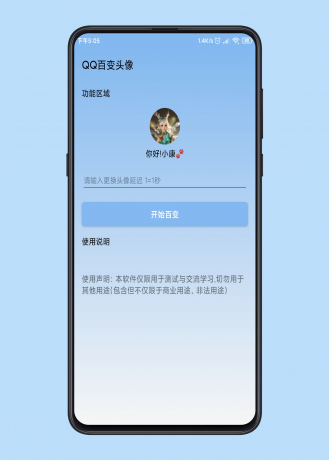 下午5:05 1.4K/s
QQ百变头像
功能区域
你好!小康🐾
请输入更换头像延迟 1=1秒
开始百变
使用说明
使用声明：本软件仅限用于测试与交流学习,切勿用于
其他用途(包含但不仅限于商业用途、非法用途)